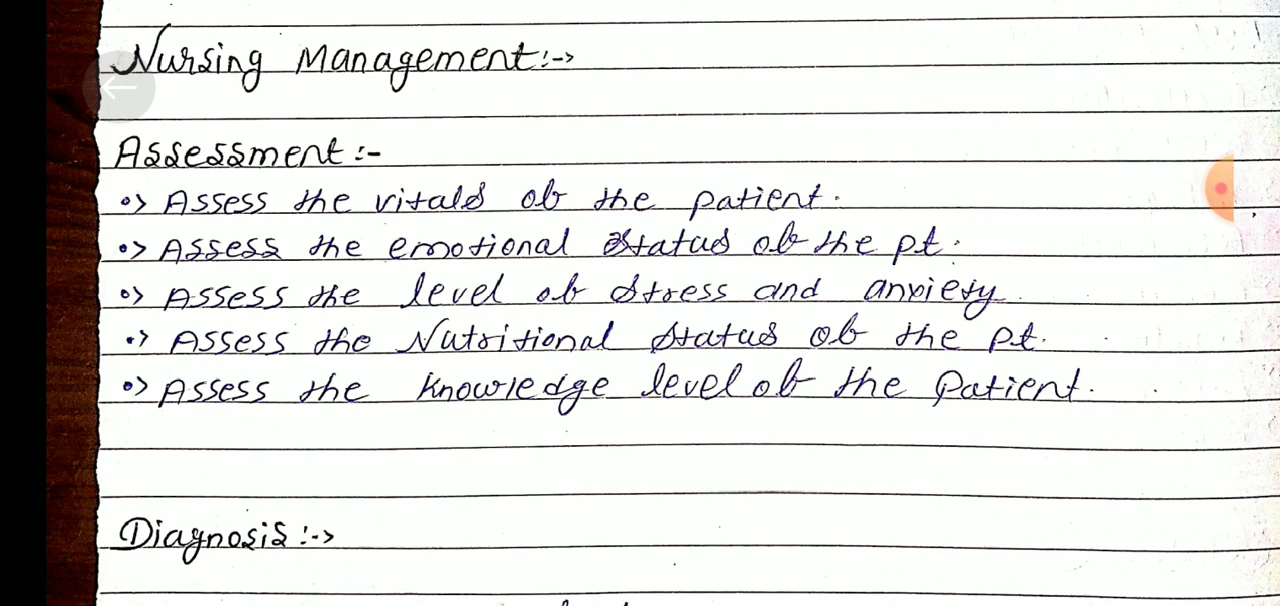 Nursing Management:->
Assessment :-
•> Assess the vitals of the patient.
•> Assess the emotional status of the pt.
•> Assess the level of stress and anxiety.
•> Assess the Nutritional status of the pt.
•> Assess the knowledge level of the Patient.
Diagnosis :->